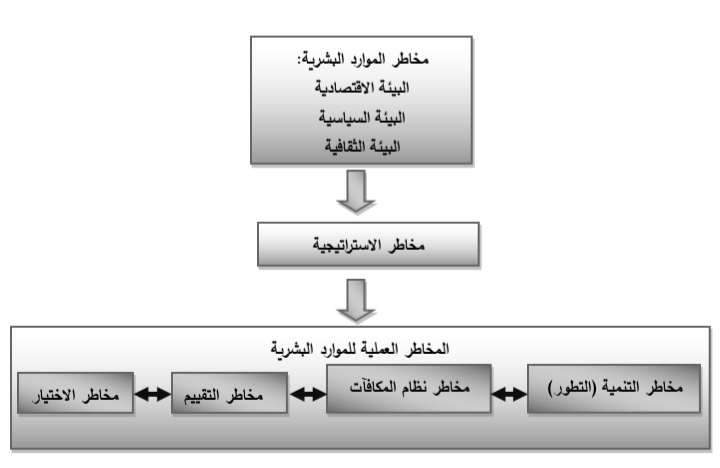 مخاطر الموارد البشرية:
البيئة الاقتصادية
البيئة السياسية
البيئة الثقافية
مخاطر الاستراتيجية
المخاطر العملية للموارد البشرية
مخاطر التنمية (التطور)
مخاطر نظام المكافآت
مخاطر التقييم
مخاطر الاختيار